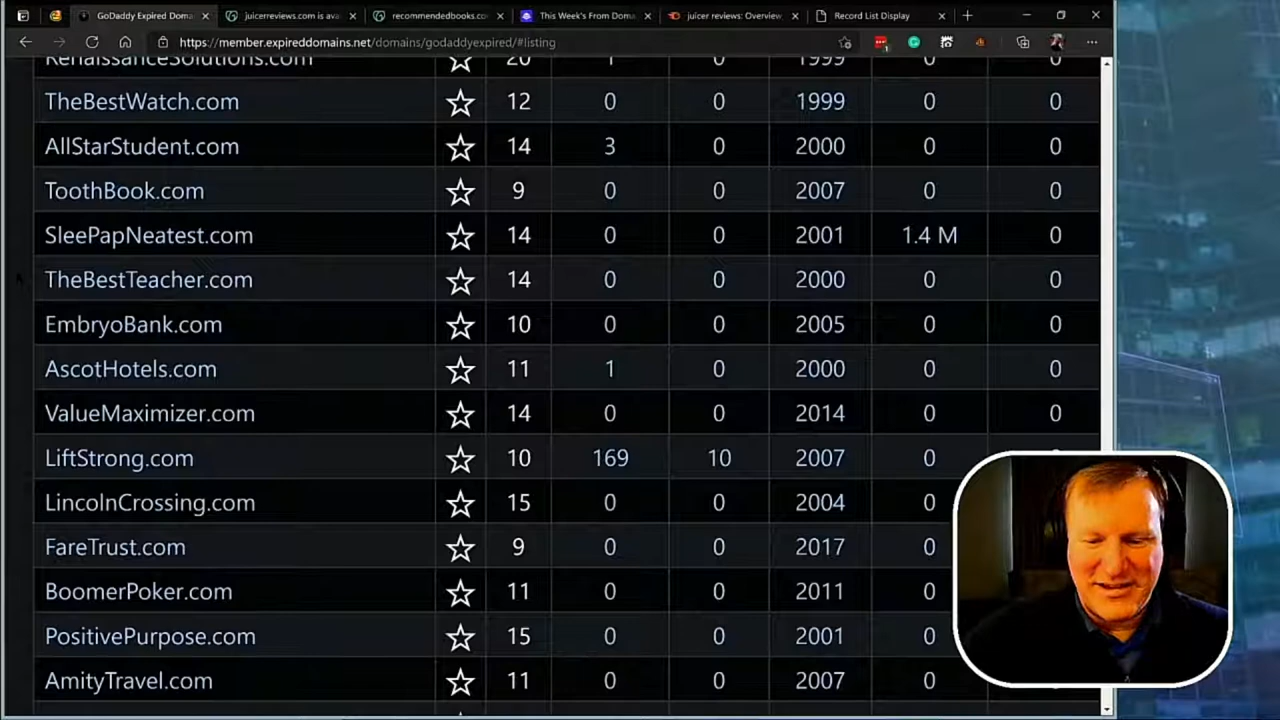 GoDaddy Expired Doma juicerreviews.com is ava recommendedbooks.co This Week's From Dom juicer reviews: Overview Record List Display
https://member.expireddomains.net/domains/godaddyexpired/#listing
RenaissanceSolutions.com 20 1 1999 0 0
TheBestWatch.com 12 0 0 1999 0 0
AllStarStudent.com 14 3 0 2000 0 0
ToothBook.com 9 0 0 2007 0 0
SleePapNeatest.com 14 0 0 2001 1.4 M 0
TheBestTeacher.com 14 0 0 2000 0 0
EmbryoBank.com 10 0 0 2005 0 0
AscotHotels.com 11 1 0 2000 0 0
ValueMaximizer.com 14 0 0 2014 0 0
LiftStrong.com 10 169 10 2007 0
LincolnCrossing.com 15 0 0 2004 0
FareTrust.com 9 0 0 2017 0
BoomerPoker.com 11 0 0 2011 0
PositivePurpose.com 15 0 0 2001 0
AmityTravel.com 11 0 0 2007 0